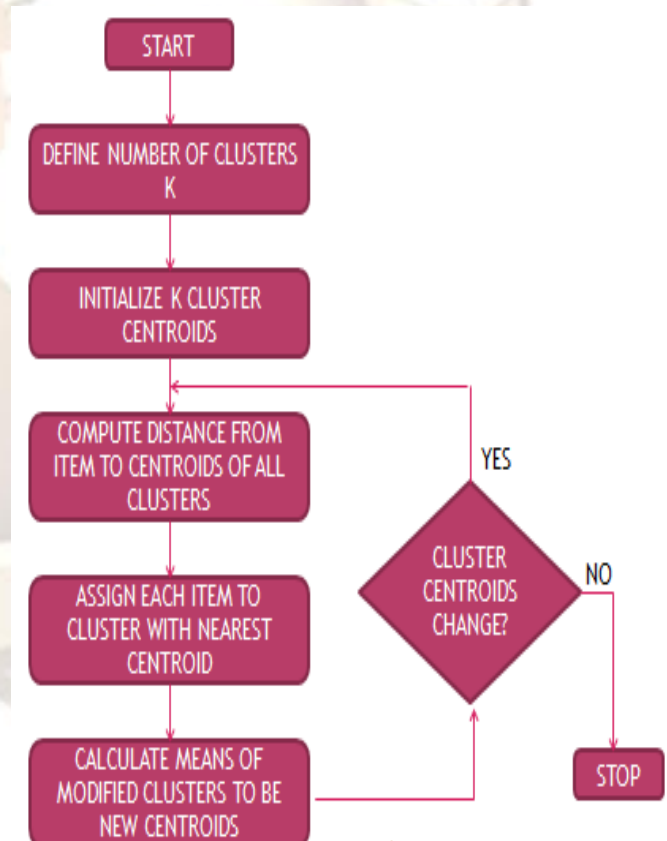 START
DEFINE NUMBER OF CLUSTERS
K
INITIALIZE K CLUSTER
CENTROIDS
COMPUTE DISTANCE FROM
ITEM TO CENTROIDS OF ALL
CLUSTERS
ASSIGN EACH ITEM TO
CLUSTER WITH NEAREST
CENTROID
CALCULATE MEANS OF
MODIFIED CLUSTERS TO BE
NEW CENTROIDS
CLUSTER
CENTROIDS
CHANGE?
YES
NO
STOP